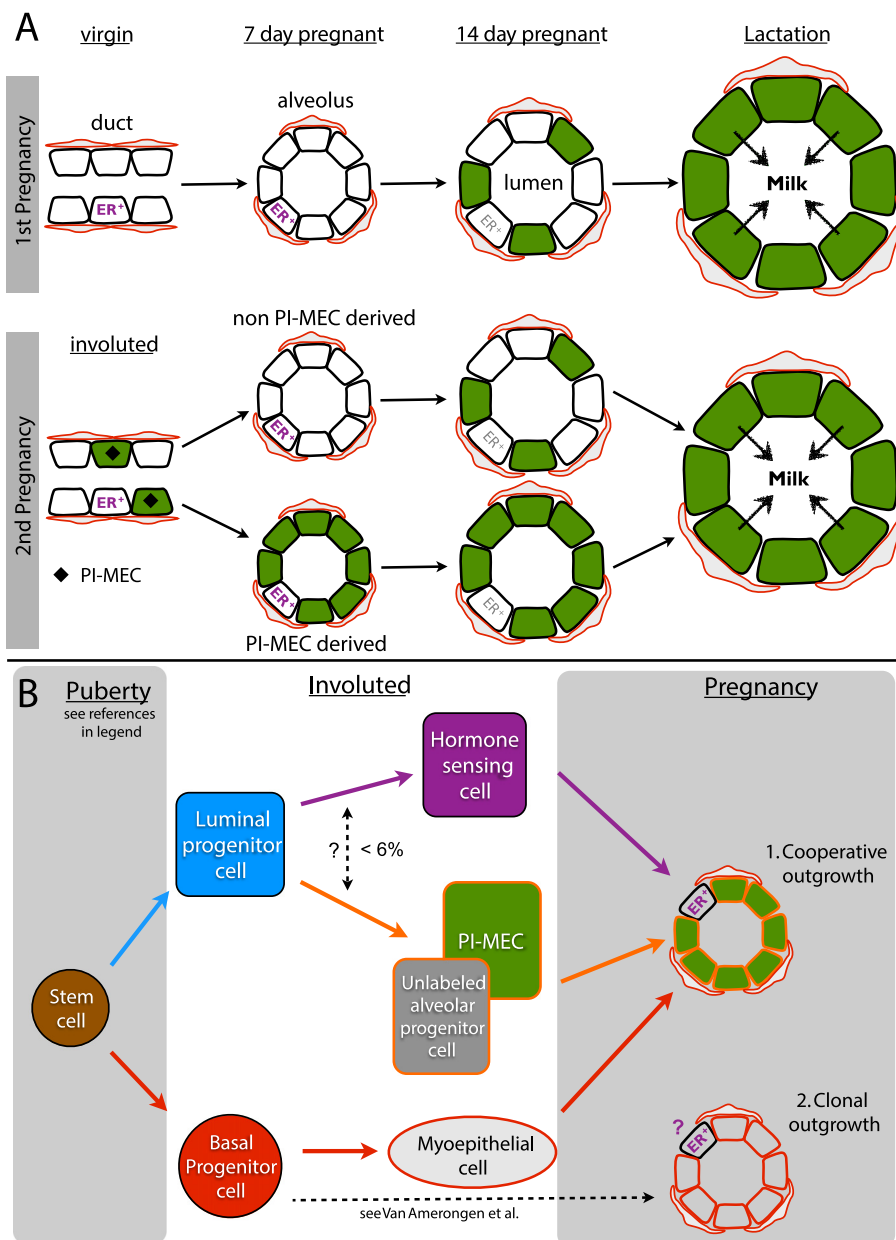 A
virgin
7 day pregnant
14 day pregnant
Lactation
1st Pregnancy
duct
ER+
alveolus
ER+
lumen
ER+
Milk
2nd Pregnancy
involuted
ER+
PI-MEC
non PI-MEC derived
ER+
ER+
ER+
PI-MEC derived
ER+
Milk
B
Puberty
see references
in legend
Involuted
Pregnancy
Hormone
sensing
cell
Luminal
progenitor
cell
? < 6%
PI-MEC
Unlabeled
alveolar
progenitor
cell
Stem
cell
Basal
Progenitor
cell
Myoepithelial
cell
see Van Amerongen et al.
1. Cooperative
outgrowth
ER+
2. Clonal
outgrowth
?
ER+